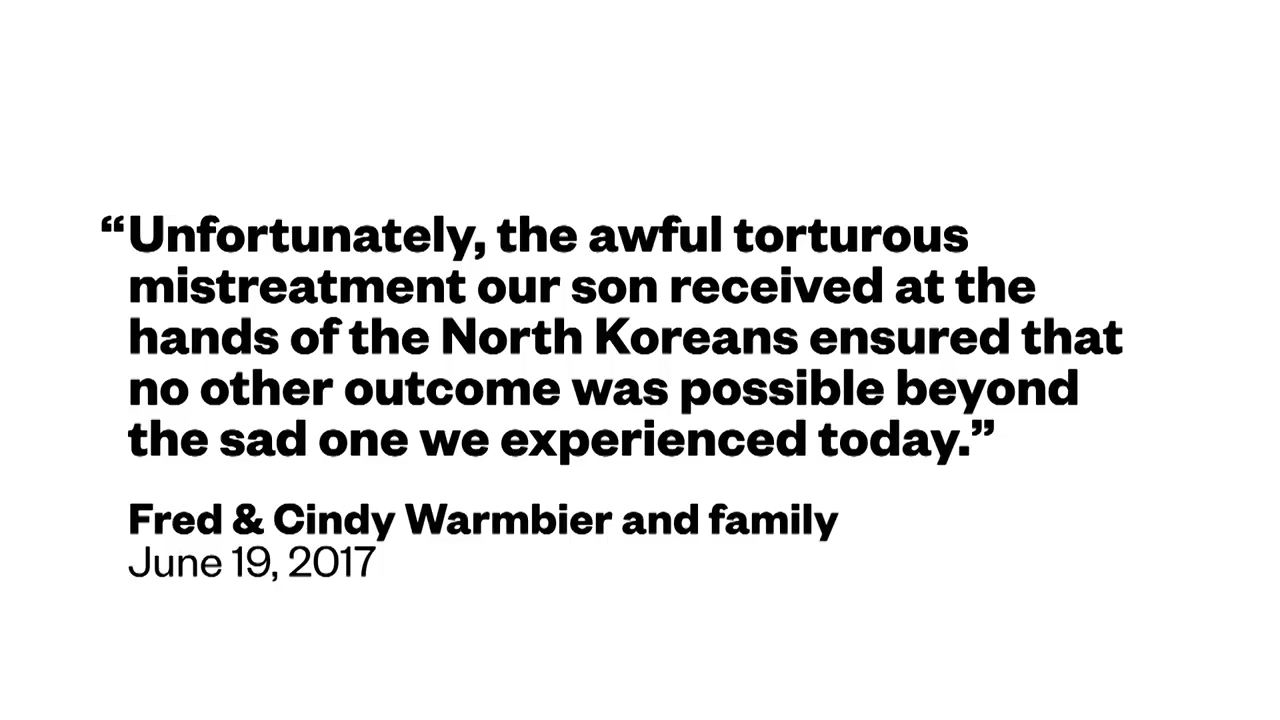 “Unfortunately, the awful torturous
mistreatment our son received at the
hands of the North Koreans ensured that
no other outcome was possible beyond
the sad one we experienced today.”
Fred & Cindy Warmbier and family
June 19, 2017